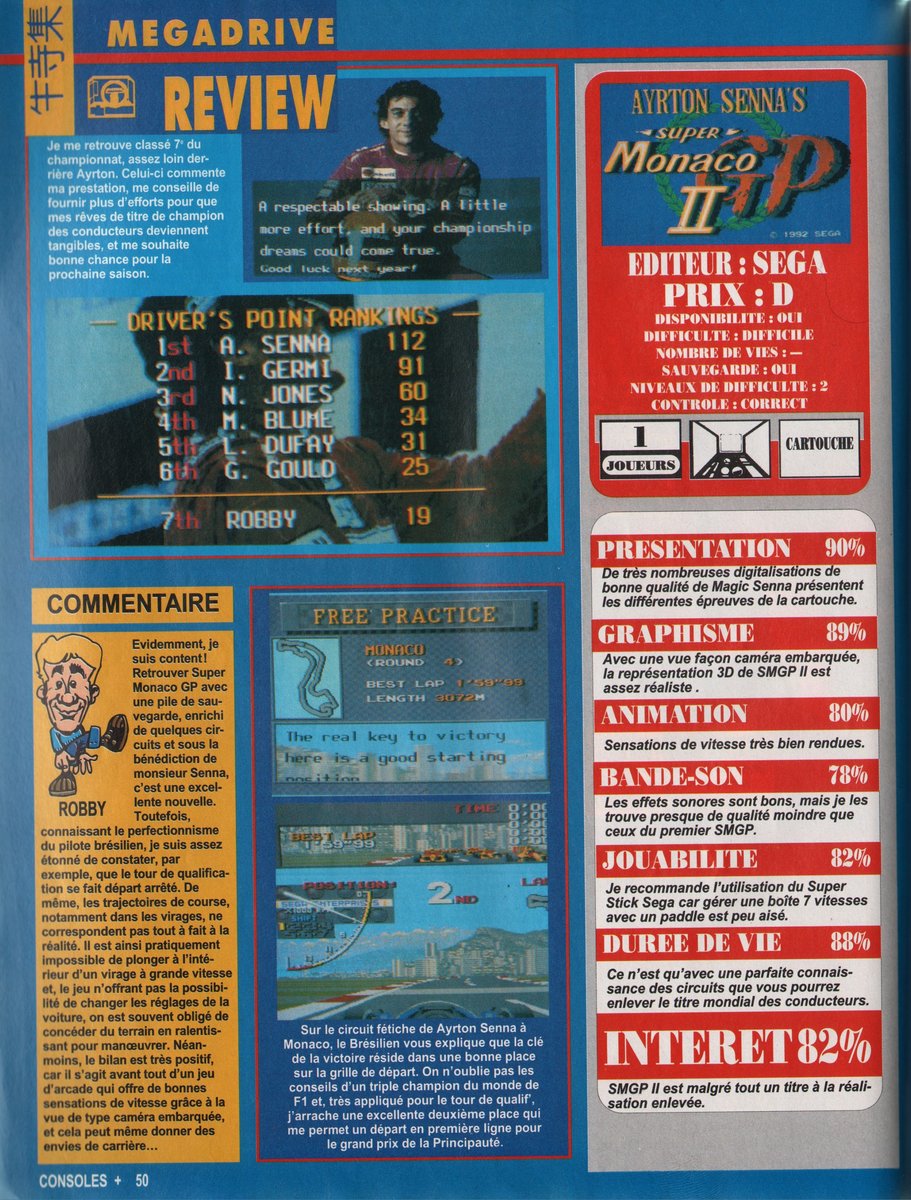 牛寺集
MEGADRIVE
REVIEW
Je me retrouve classé 7e du
championnat, assez loin der-
rière Ayrton. Celui-ci commente
ma prestation, me conseille de
fournir plus d'efforts pour que
mes rêves de titre de champion
des conducteurs deviennent
tangibles, et me souhaite
bonne chance pour la
prochaine saison.
A respectable showing. A little
more effort, and your championship
dreams could come true.
Good luck next year!
DRIVER'S POINT RANKINGS
1st A. SENNA 112
2nd I. GERMI 91
3rd N. JONES 60
4th M. BLUME 34
5th L. DUFAY 31
6th G. GOULD 25
7th ROBBY 19
AYRTON SENNA'S
SUPER
Monaco GP
II
© 1992 SEGA
EDITEUR : SEGA
PRIX : D
DISPONIBILITE : OUI
DIFFICULTE : DIFFICILE
NOMBRE DE VIES : —
SAUVEGARDE : OUI
NIVEAUX DE DIFFICULTE : 2
CONTROLE : CORRECT
1
JOUEURS
CARTOUCHE
PRESENTATION 90%
De très nombreuses digitalisations de
bonne qualité de Magic Senna présentent
les différentes épreuves de la cartouche.
GRAPHISME 89%
Avec une vue façon caméra embarquée,
la représentation 3D de SMGP II est
assez réaliste .
ANIMATION 80%
Sensations de vitesse très bien rendues.
BANDE-SON 78%
Les effets sonores sont bons, mais je les
trouve presque de qualité moindre que
ceux du premier SMGP.
JOUABILITE 82%
Je recommande l'utilisation du Super
Stick Sega car gérer une boîte 7 vitesses
avec un paddle est peu aisé.
DUREE DE VIE 88%
Ce n'est qu'avec une parfaite connais-
sance des circuits que vous pourrez
enlever le titre mondial des conducteurs.
INTERET 82%
SMGP II est malgré tout un titre à la réali-
sation enlevée.
COMMENTAIRE
ROBBY
Evidemment, je
suis content !
Retrouver Super
Monaco GP avec
une pile de sau-
vegarde, enrichi
de quelques cir-
cuits et sous la
bénédiction de
monsieur Senna,
c'est une excel-
lente nouvelle.
Toutefois,
connaissant le perfectionnisme
du pilote brésilien, je suis assez
étonné de constater, par
exemple, que le tour de qualifica-
tion se fait départ arrêté. De
même, les trajectoires de course,
notamment dans les virages, ne
correspondent pas tout à fait à la
réalité. Il est ainsi pratiquement
impossible de plonger à l'inté-
rieur d'un virage à grande vitesse
et, le jeu n'offrant pas la possibi-
lité de changer les réglages de la
voiture, on est souvent obligé de
concéder du terrain en ralentis-
sant pour manœuvrer. Néan-
moins, le bilan est très positif,
car il s'agit avant tout d'un jeu
d'arcade qui offre de bonnes
sensations de vitesse grâce à la
vue de type caméra embarquée,
et cela peut même donner des
envies de carrière…
FREE PRACTICE
MONACO
(ROUND 4)
BEST LAP 1'59"99
LENGTH 3072M
The real key to victory
here is a good starting
position
TIME 0'00
BEST LAP
1'59"99
POSITION
2ND
LAP
SEGA ENTERPRISES
SHIFT
Sur le circuit fétiche de Ayrton Senna à
Monaco, le Brésilien vous explique que la clé
de la victoire réside dans une bonne place
sur la grille de départ. On n'oublie pas les
conseils d'un triple champion du monde de
F1 et, très appliqué pour le tour de qualif',
j'arrache une excellente deuxième place qui
me permet un départ en première ligne pour
le grand prix de la Principauté.
CONSOLES + 50